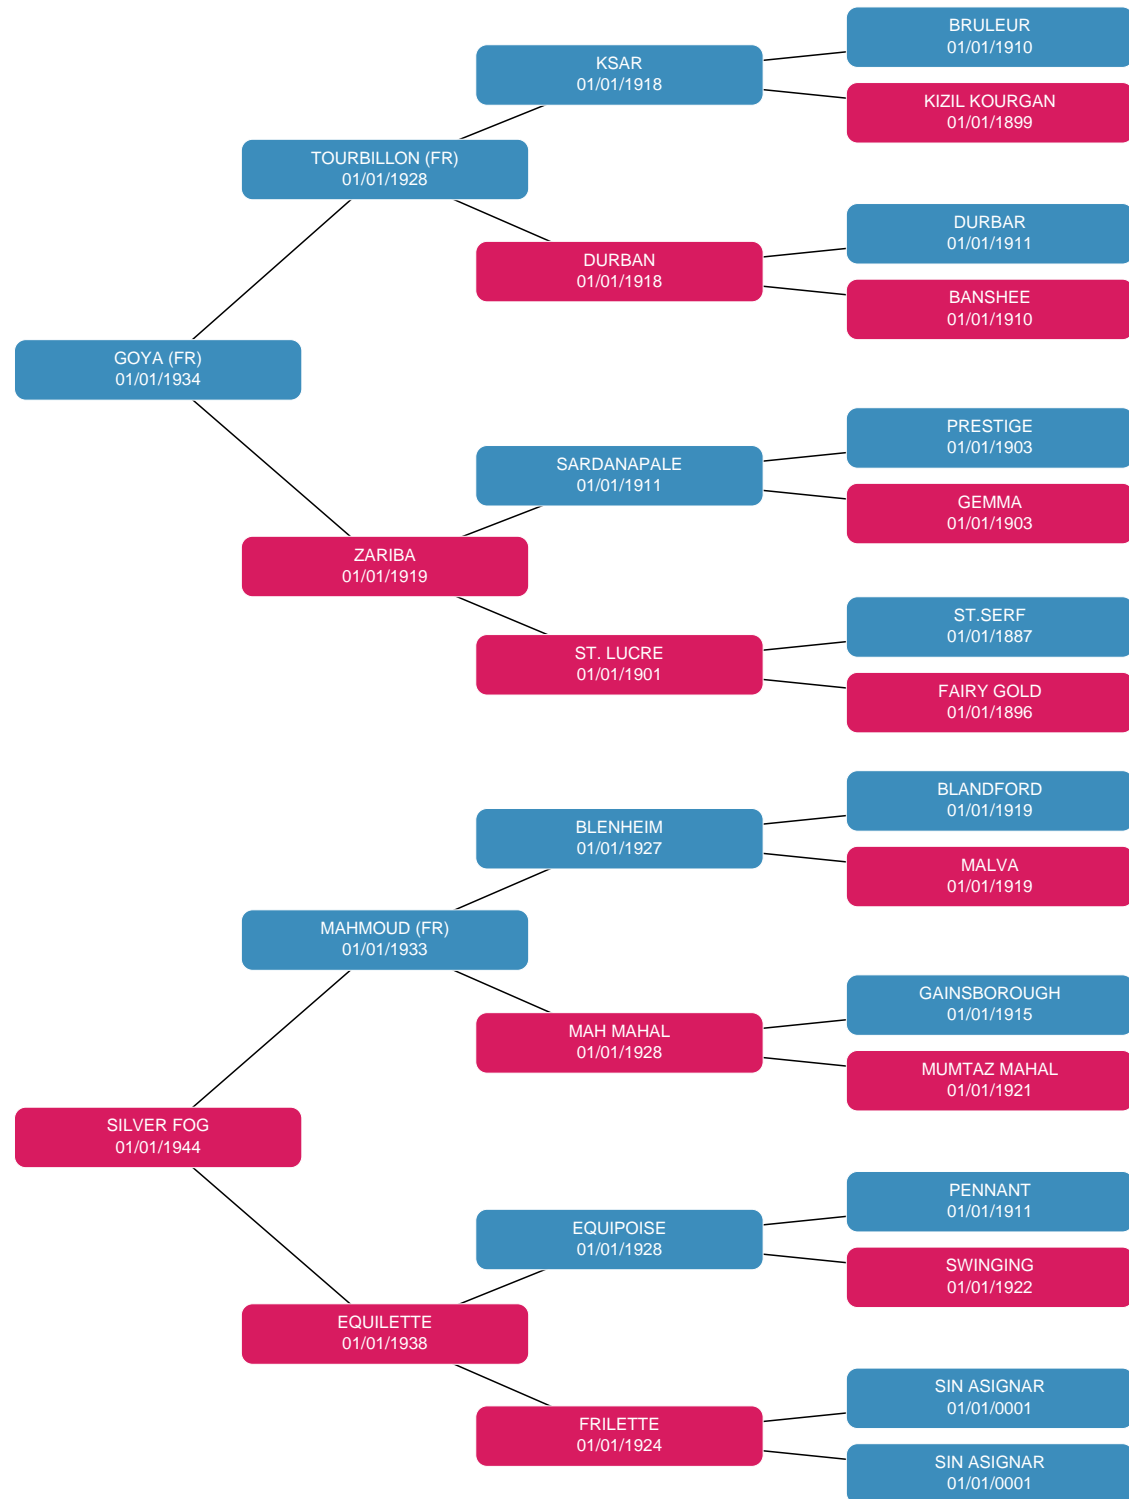 BRULEUR
01/01/1910
KSAR
01/01/1918
KIZIL KOURGAN
01/01/1899
TOURBILLON (FR)
01/01/1928
DURBAR
01/01/1911
DURBAN
01/01/1918
BANSHEE
01/01/1910
GOYA (FR)
01/01/1934
PRESTIGE
01/01/1903
SARDANAPALE
01/01/1911
GEMMA
01/01/1903
ZARIBA
01/01/1919
ST.SERF
01/01/1887
ST. LUCRE
01/01/1901
FAIRY GOLD
01/01/1896
BLANDFORD
01/01/1919
BLENHEIM
01/01/1927
MALVA
01/01/1919
MAHMOUD (FR)
01/01/1933
GAINSBOROUGH
01/01/1915
MAH MAHAL
01/01/1928
MUMTAZ MAHAL
01/01/1921
SILVER FOG
01/01/1944
PENNANT
01/01/1911
EQUIPOISE
01/01/1928
SWINGING
01/01/1922
EQUILETTE
01/01/1938
SIN ASIGNAR
01/01/0001
FRILETTE
01/01/1924
SIN ASIGNAR
01/01/0001